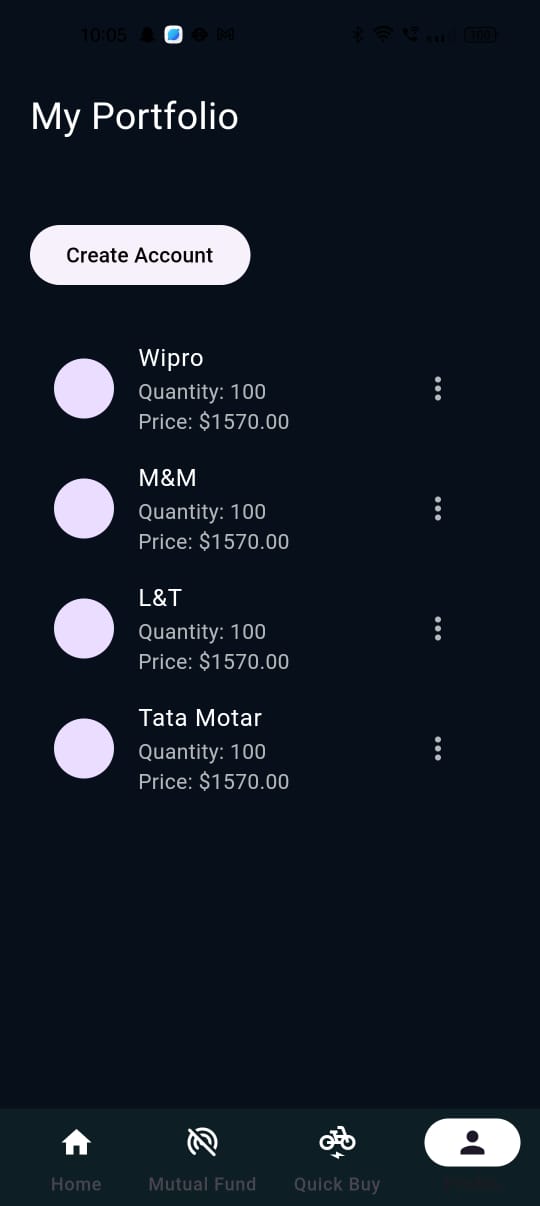 10:05
100
My Portfolio
Create Account
Wipro
Quantity: 100
Price: $1570.00
M&M
Quantity: 100
Price: $1570.00
L&T
Quantity: 100
Price: $1570.00
Tata Motar
Quantity: 100
Price: $1570.00
Home Mutual Fund Quick Buy